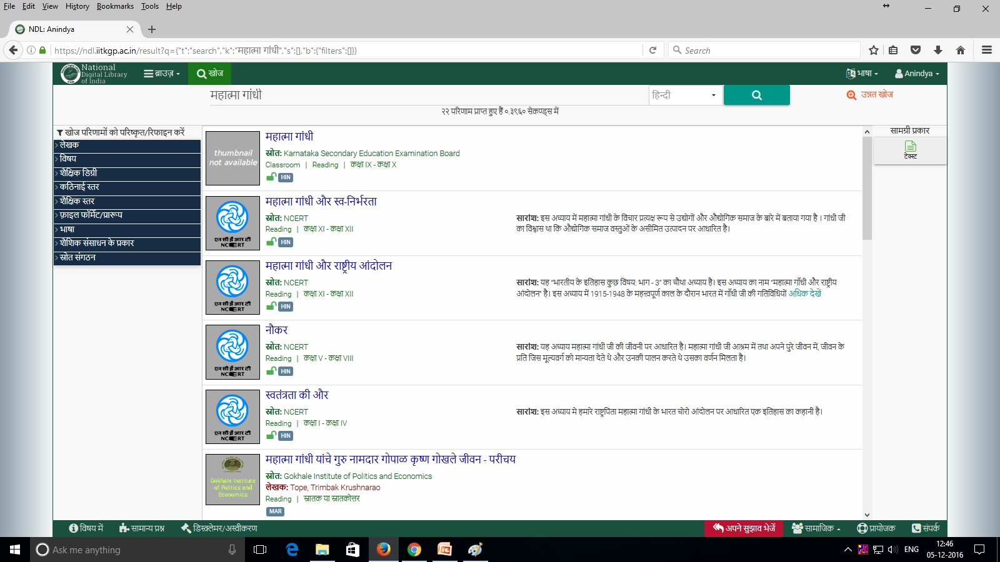 File Edit View History Bookmarks Tools Help
NDL: Anindya
https://ndl.iitkgp.ac.in/result?q={"t":"search","k":"महात्मा गांधी","s":[],"b":{"filters":[]}}
Search
National
Digital Library
of India
ब्राउज़
खोज
भाषा
Anindya
महात्मा गांधी
हिन्दी
उन्नत खोज
२२ परिणाम प्राप्त हुए हैं ०.३९६० सेकण्ड्स में
खोज परिणामों को परिष्कृत/रिफाइन करें
लेखक
विषय
शैक्षिक डिग्री
कठिनाई स्तर
शैक्षिक स्तर
फ़ाइल फॉर्मेट/प्रारूप
भाषा
शैशिक संसाधन के प्रकार
स्रोत संगठन
thumbnail
not available
महात्मा गांधी
स्रोत: Karnataka Secondary Education Examination Board
Classroom | Reading | कक्षा IX - कक्षा X
HIN
एन सी ई आर टी
NCERT
महात्मा गांधी और स्व-निर्भरता
स्रोत: NCERT
Reading | कक्षा XI - कक्षा XII
HIN
सारांश: इस अध्याय में महात्मा गांधी के विचार प्रत्यक्ष रूप से उद्योगों और औद्योगिक समाज के बारे में बताया गया है । गांधी जी
का विश्वास था कि औद्योगिक समाज वस्तुओं के असीमित उत्पादन पर आधारित है।
एन सी ई आर टी
NCERT
महात्मा गांधी और राष्ट्रीय आंदोलन
स्रोत: NCERT
Reading | कक्षा XI - कक्षा XII
HIN
सारांश: यह "भारतीय के इतिहास कुछ विषय: भाग - 3" का चौथा अध्याय है। इस अध्याय का नाम "महात्मा गाँधी और राष्ट्रीय
आंदोलन" है। इस अध्याय में 1915-1948 के महत्त्वपूर्ण काल के दौरान भारत में गाँधी जी की गतिविधियों अधिक देखें
एन सी ई आर टी
NCERT
नौकर
स्रोत: NCERT
Reading | कक्षा V - कक्षा VIII
HIN
सारांश: यह अध्याय महात्मा गांधी जी की जीवनी पर आधारित है। महात्मा गांधी जी आश्रम में तथा अपने पुरे जीवन में, जीवन के
प्रति जिस मूल्यवर्ग को मान्यता देते थे और उनकी पालन करते थे उसका वर्णन मिलता है।
एन सी ई आर टी
NCERT
स्वतंत्रता की और
स्रोत: NCERT
Reading | कक्षा I - कक्षा IV
HIN
सारांश: इस अध्याय मे हमारे राष्ट्रपिता महात्मा गांधी के भारत चोरो आंदोलन पर आधारित एक इतिहास का कहानी है।
Gokhale Institute
of Politics and
Economics
महात्मा गांधी यांचे गुरु नामदार गोपाळ कृष्ण गोखले जीवन - परीचय
स्रोत: Gokhale Institute of Politics and Economics
लेखक: Tope, Trimbak Krushnarao
Reading | स्नातक या स्नातकोत्तर
MAR
सामग्री प्रकार
टेक्स्ट
विषय में
सामान्य प्रश्न
डिस्क्लेमर/अस्वीकरण
अपने सुझाव भेजें
सामाजिक
प्रायोजक
संपर्क
Ask me anything
ENG
12:46
05-12-2016